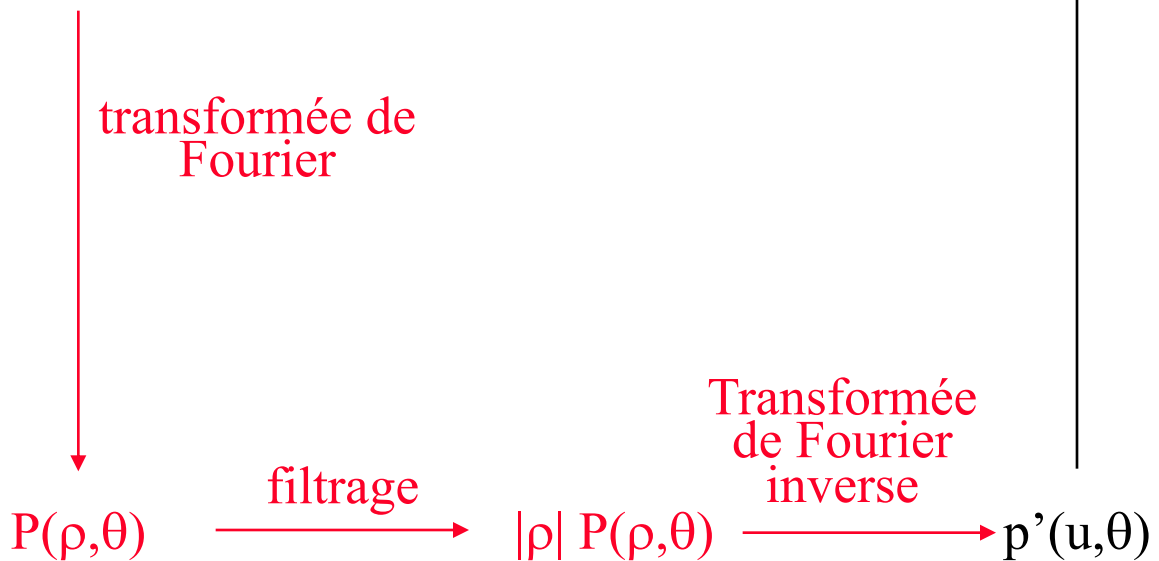 transformée de
Fourier
Transformée
de Fourier
inverse
filtrage
P(ρ,θ)
|ρ| P(ρ,θ)
p’(u,θ)